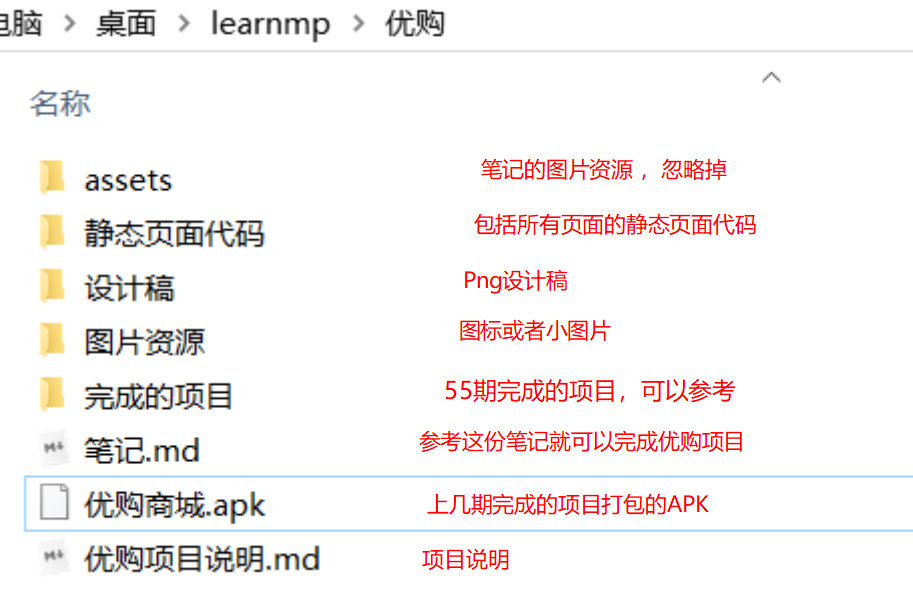 电脑 > 桌面 > learnmp > 优购
名称
assets 笔记的图片资源 ，忽略掉
静态页面代码 包括所有页面的静态页面代码
设计稿 Png设计稿
图片资源 图标或者小图片
完成的项目 55期完成的项目，可以参考
笔记.md 参考这份笔记就可以完成优购项目
优购商城.apk 上几期完成的项目打包的APK
优购项目说明.md 项目说明